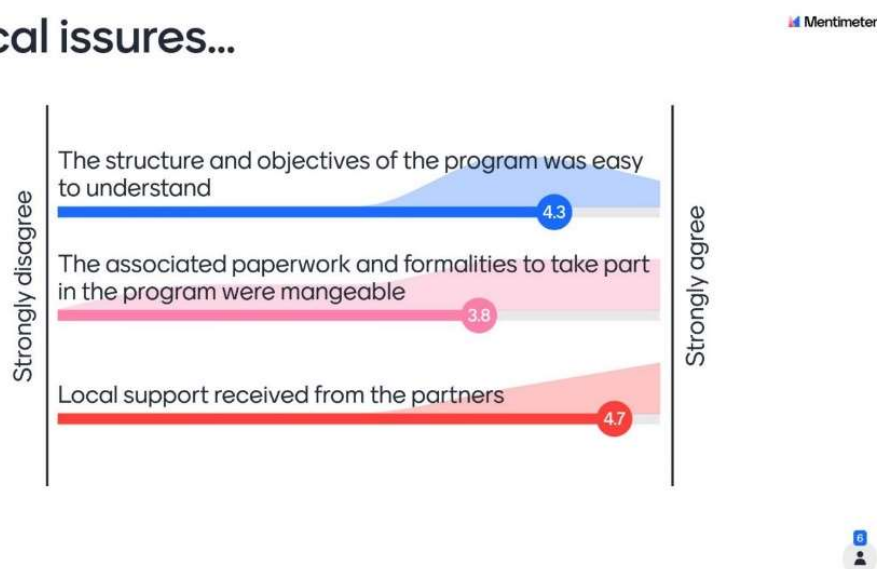 cal issures...
Mentimeter
The structure and objectives of the program was easy
to understand
4.3
The associated paperwork and formalities to take part
in the program were mangeable
3.8
Local support received from the partners
4.7
Strongly disagree
Strongly agree
6